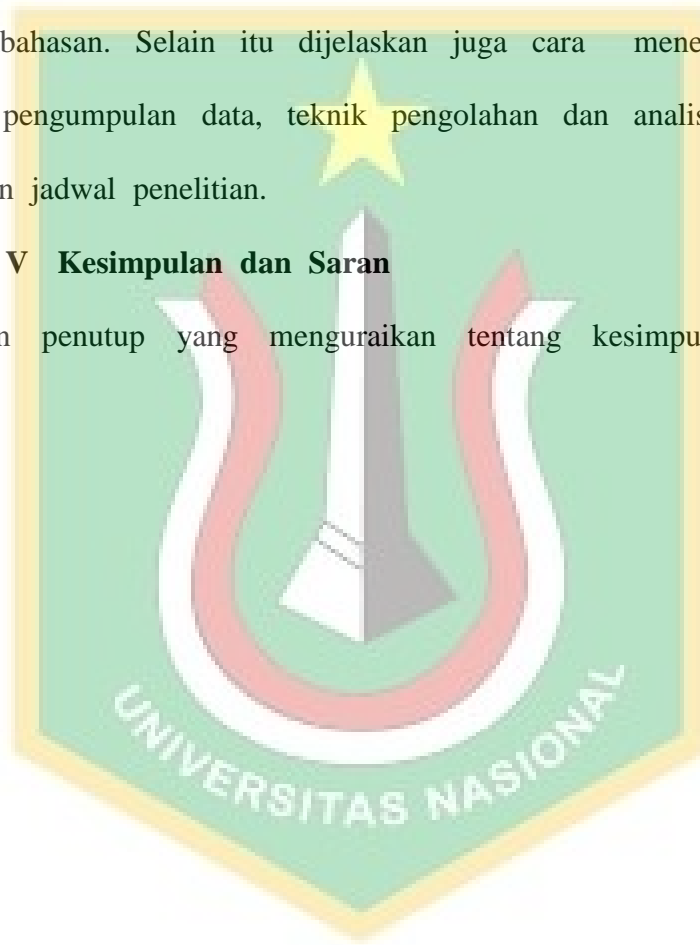 bahasan. Selain itu dijelaskan juga cara mene
pengumpulan data, teknik pengolahan dan analis
n jadwal penelitian.
V Kesimpulan dan Saran
n penutup yang menguraikan tentang kesimpu
UNIVERSITAS NASIONAL